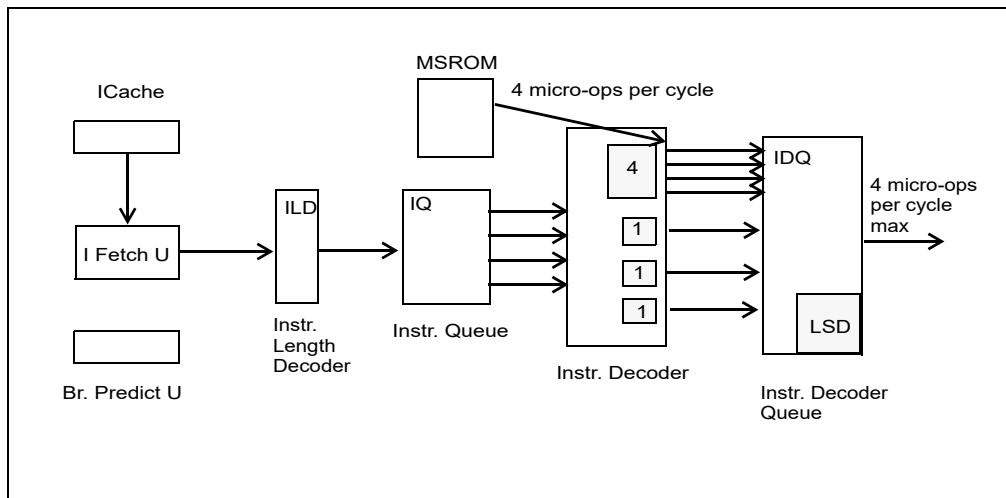 MSROM
ICache
4 micro-ops per cycle
4
IDQ
4 micro-ops
per cycle
max
ILD
IQ
I Fetch U
1
1
1
LSD
Instr.
Length
Decoder
Instr. Queue
Instr. Decoder
Br. Predict U
Instr. Decoder
Queue